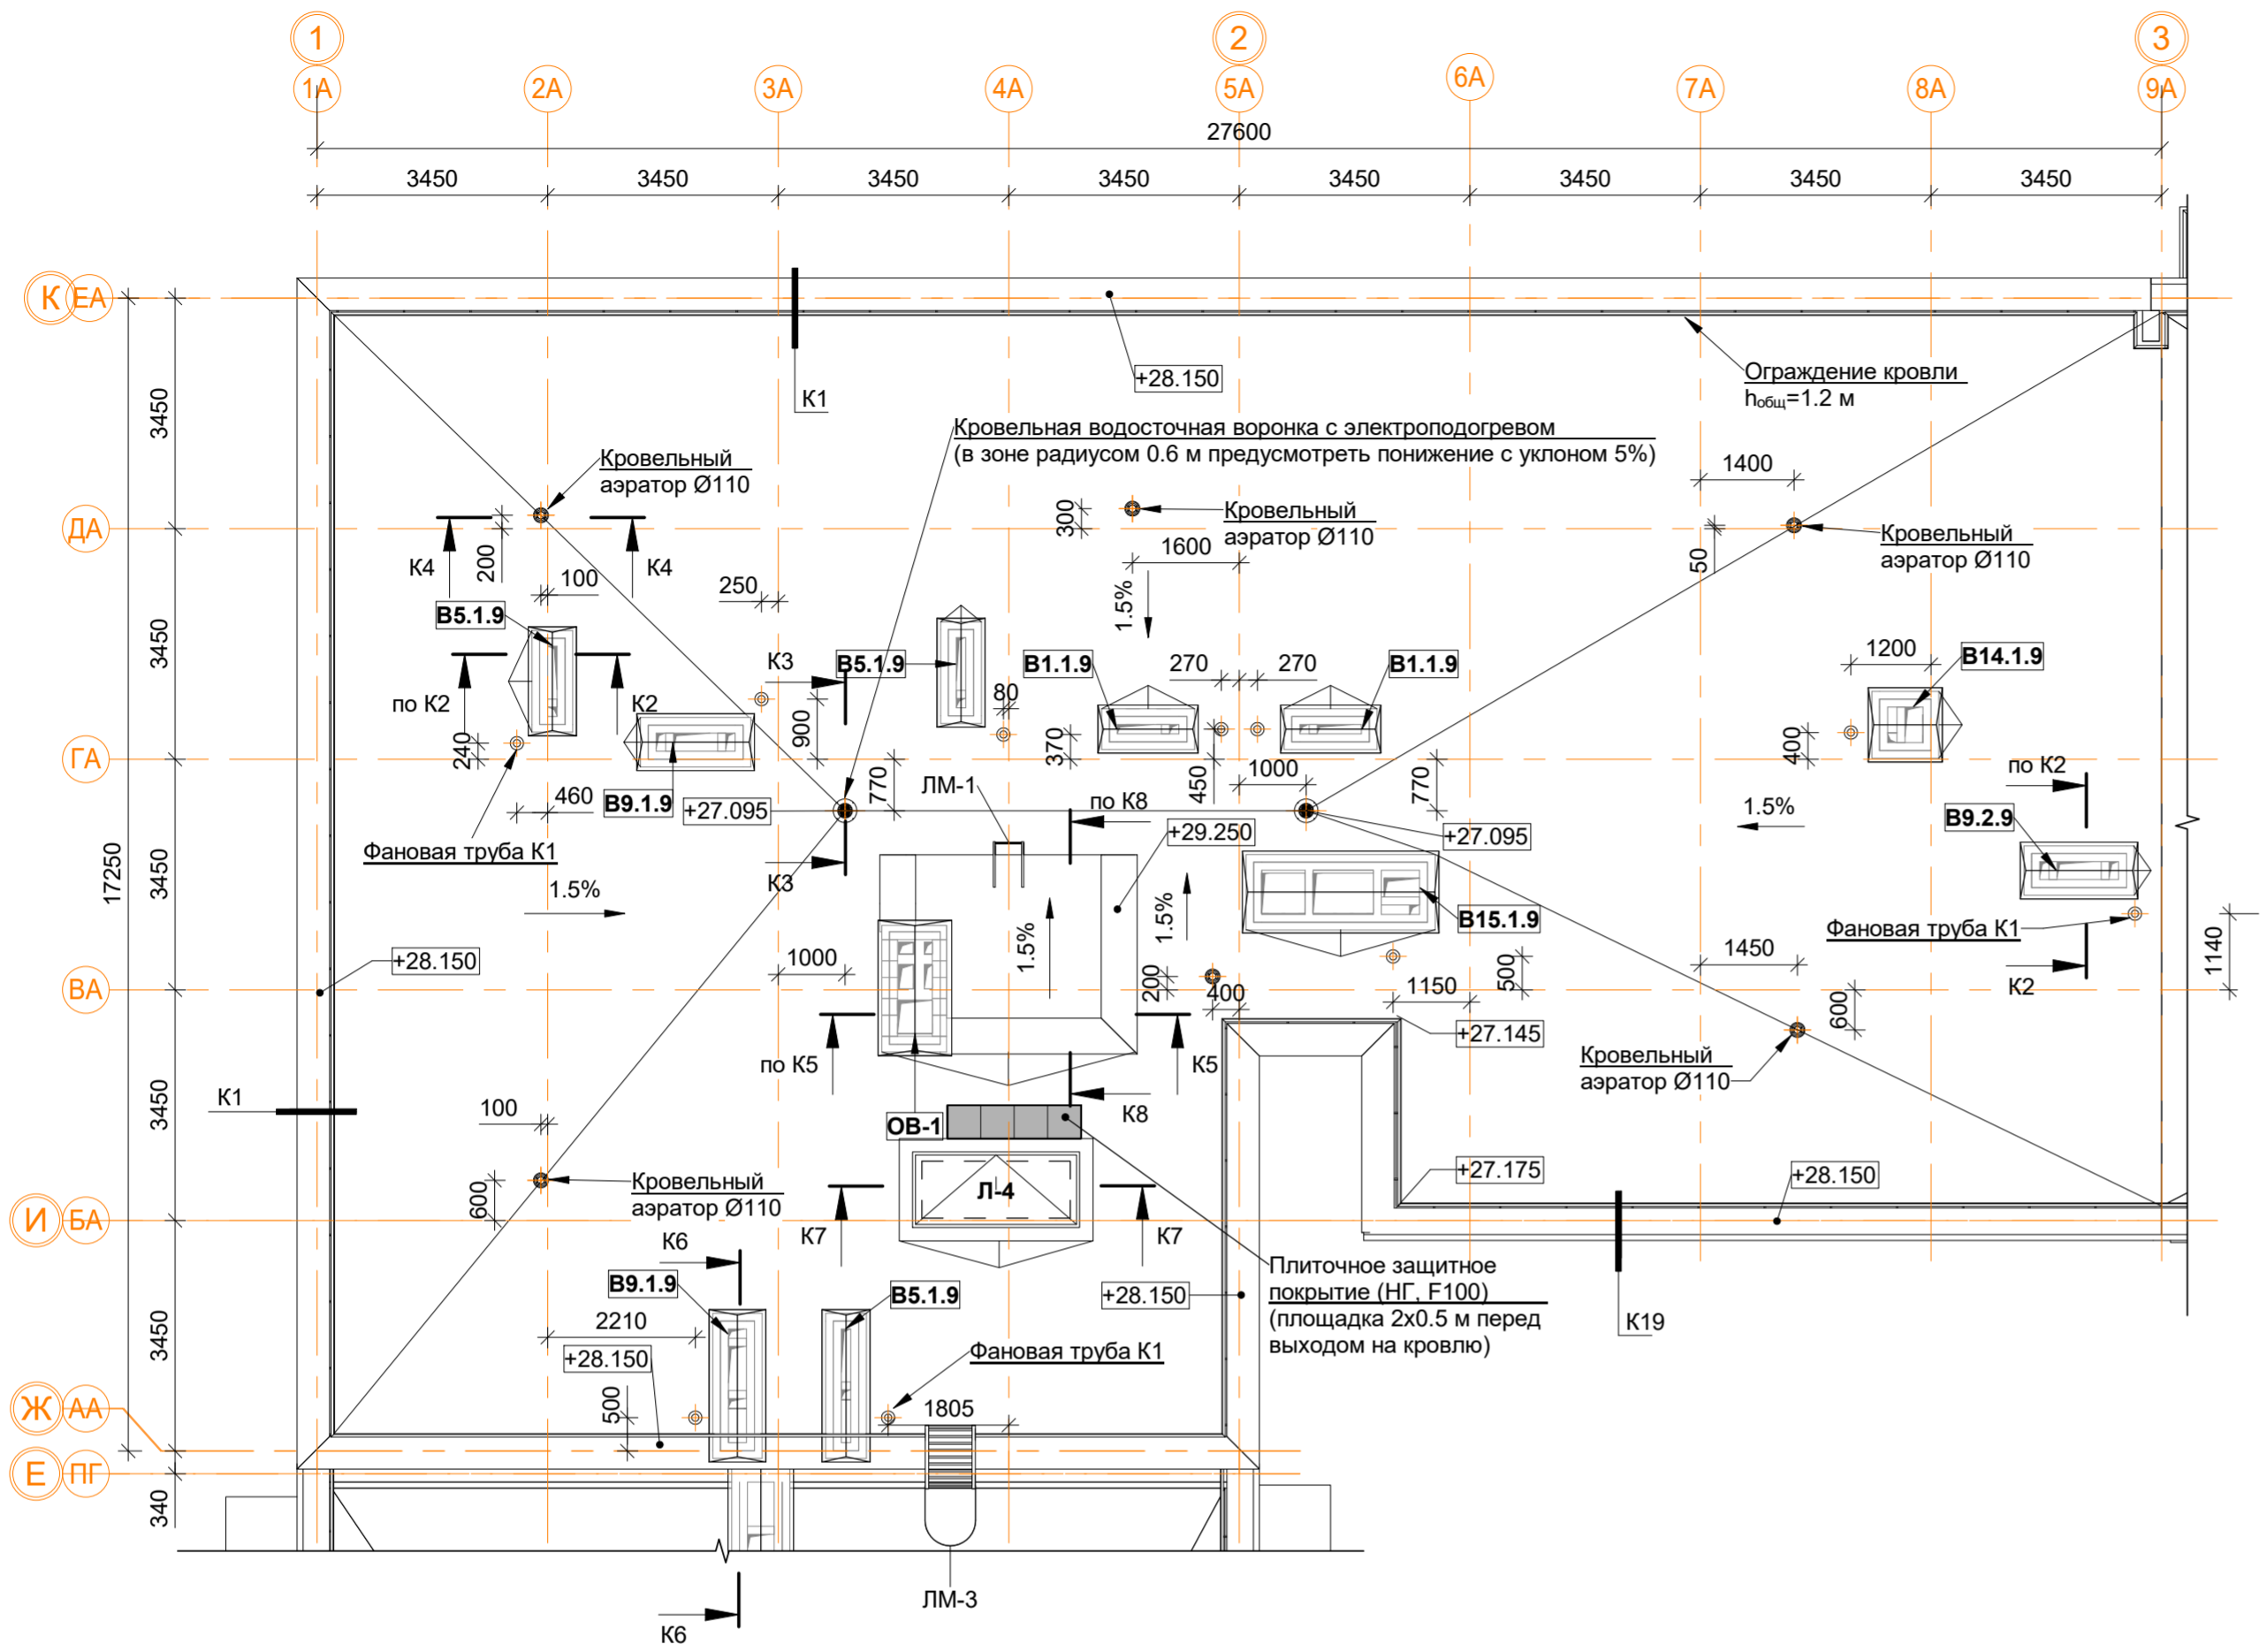 1
2
3
1А
2А
3А
4А
5А
6А
7А
8А
9А
27600
3450
3450
3450
3450
3450
3450
3450
3450
К
ЕА
+28.150
К1
Ограждение кровли
hобщ=1.2 м
3450
Кровельная водосточная воронка с электроподогревом
(в зоне радиусом 0.6 м предусмотреть понижение с уклоном 5%)
Кровельный
аэратор Ø110
1400
Кровельный
аэратор Ø110
Кровельный
аэратор Ø110
ДА
300
1600
50
К4
К4
200
100
250
1.5%
В5.1.9
3450
К3
В5.1.9
В1.1.9
270
270
В1.1.9
1200
В14.1.9
по К2
К2
80
240
900
370
450
400
ГА
по К2
460
В9.1.9
+27.095
770
ЛМ-1
по К8
1000
770
1.5%
В9.2.9
+29.250
+27.095
Фановая труба К1
К3
17250
3450
1.5%
1.5%
1.5%
В15.1.9
Фановая труба К1
+28.150
1000
1450
1140
ВА
200
400
1150
500
К2
600
+27.145
по К5
К5
Кровельный
аэратор Ø110
К1
100
3450
ОВ-1
К8
Кровельный
аэратор Ø110
600
Л-4
+27.175
+28.150
И
БА
К7
К7
К6
В9.1.9
В5.1.9
+28.150
Плиточное защитное
покрытие (НГ, F100)
(площадка 2х0.5 м перед
выходом на кровлю)
К19
3450
2210
+28.150
Фановая труба К1
500
1805
Ж
АА
Е
ПГ
340
ЛМ-3
К6